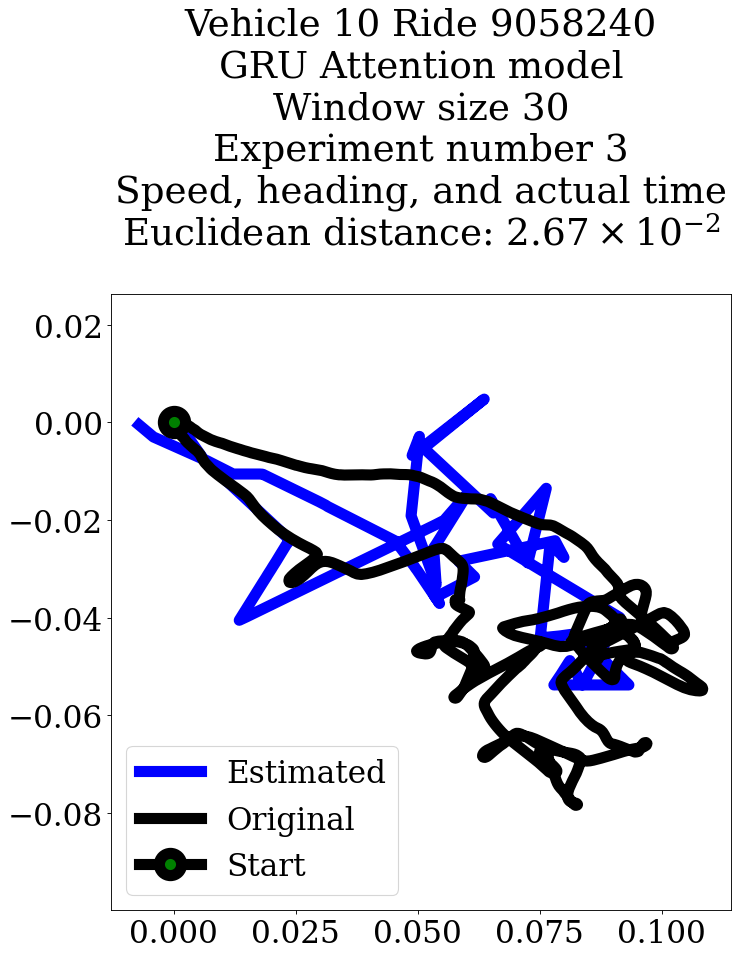 Vehicle 10 Ride 9058240
GRU Attention model
Window size 30
Experiment number 3
Speed, heading, and actual time
Euclidean distance: 2.67 × 10⁻²
0.02
0.00
−0.02
−0.04
−0.06
−0.08
Estimated
Original
Start
0.000 0.025 0.050 0.075 0.100